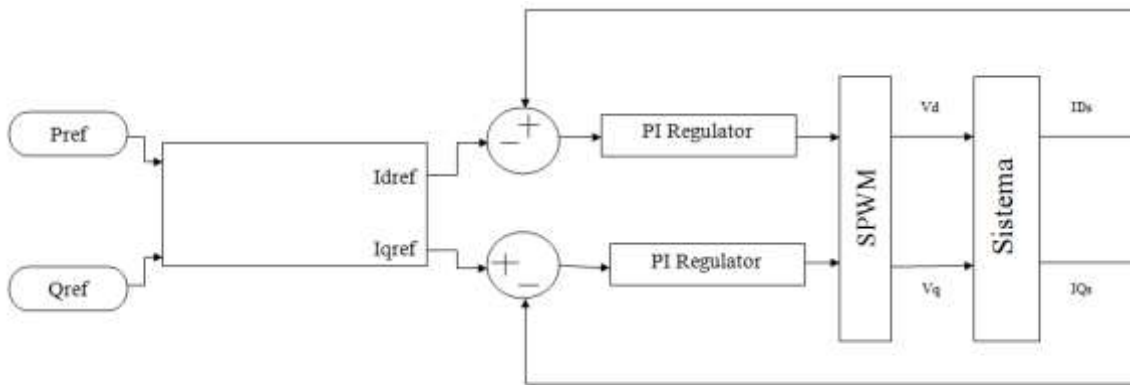 Pref
Qref
Idref
Iqref
+
−
+
−
PI Regulator
PI Regulator
SPWM
Vd
Vq
Sistema
IDs
IQs